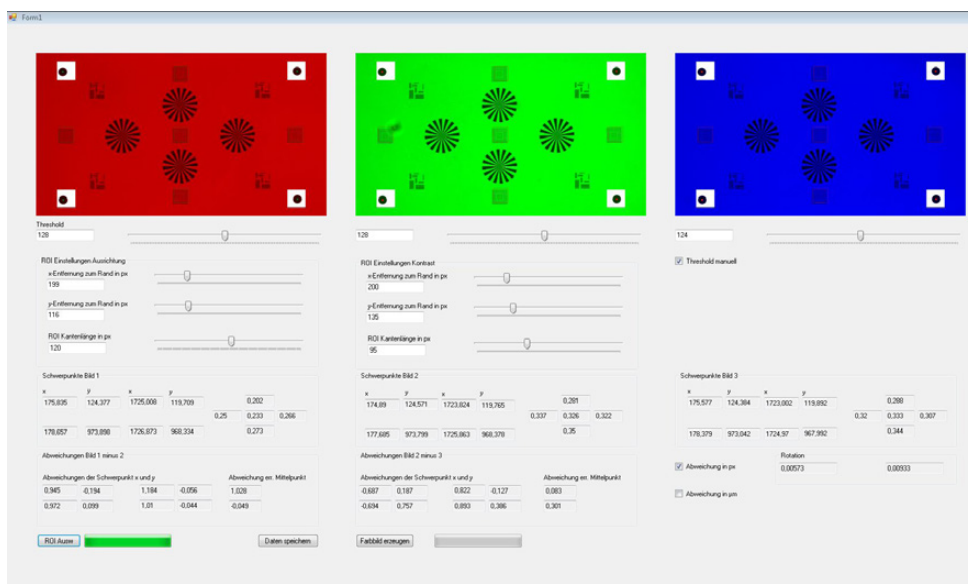 Form1
Threshold
128
128
124
ROI Einstellungen Ausrichtung
x-Entfernung zum Rand in px
199
y-Entfernung zum Rand in px
116
ROI Kantenlänge in px
120
ROI Einstellungen Kontrast
x-Entfernung zum Rand in px
200
y-Entfernung zum Rand in px
135
ROI Kantenlänge in px
95
Threshold manuell
Schwerpunkte Bild 1
x y x y
175,835 124,377 1725,008 119,709
0,202
0,25 0,233 0,266
178,657 973,898 1726,873 968,334
0,273
Schwerpunkte Bild 2
x y x y
174,89 124,571 1723,824 119,765
0,281
0,337 0,326 0,322
177,685 973,799 1725,863 968,378
0,35
Schwerpunkte Bild 3
x y x y
175,577 124,384 1723,002 119,892
0,288
0,32 0,333 0,307
178,379 973,042 1724,97 967,992
0,344
Abweichungen Bild 1 minus 2
Abweichungen der Schwerpunkt x und y Abweichung err. Mittelpunkt
0,945 -0,194 1,184 -0,056 1,028
0,972 0,099 1,01 -0,044 -0,049
Abweichungen Bild 2 minus 3
Abweichungen der Schwerpunkt x und y Abweichung err. Mittelpunkt
-0,687 0,187 0,822 -0,127 0,083
-0,694 0,757 0,893 0,386 0,301
Abweichung in px
Rotation
0,00573 0,00933
Abweichung in µm
ROI Ausw
Daten speichern
Farbbild erzeugen